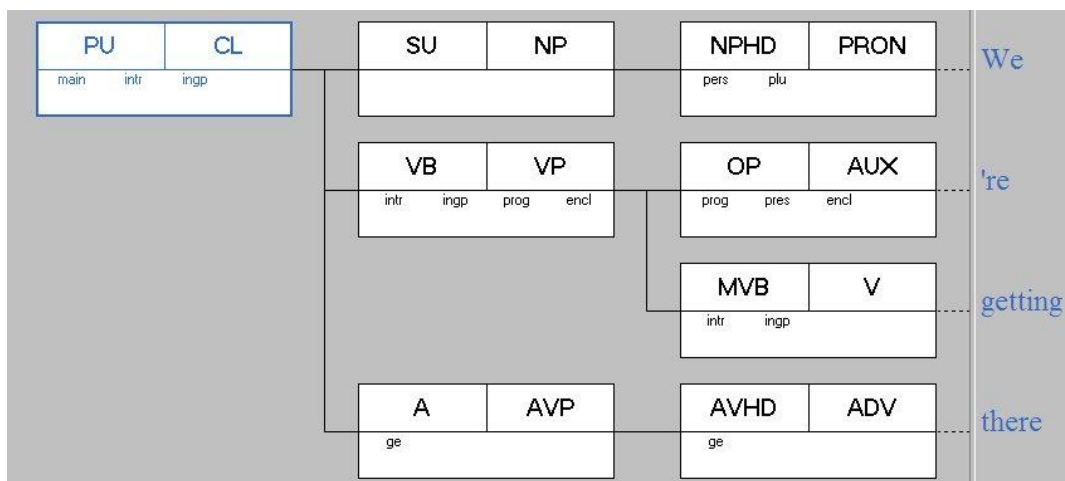 PU CL SU NP NPHD PRON We
main intr ingp pers plu
VB VP OP AUX 're
intr ingp prog encl prog pres encl
MVB V getting
intr ingp
A AVP AVHD ADV there
ge ge